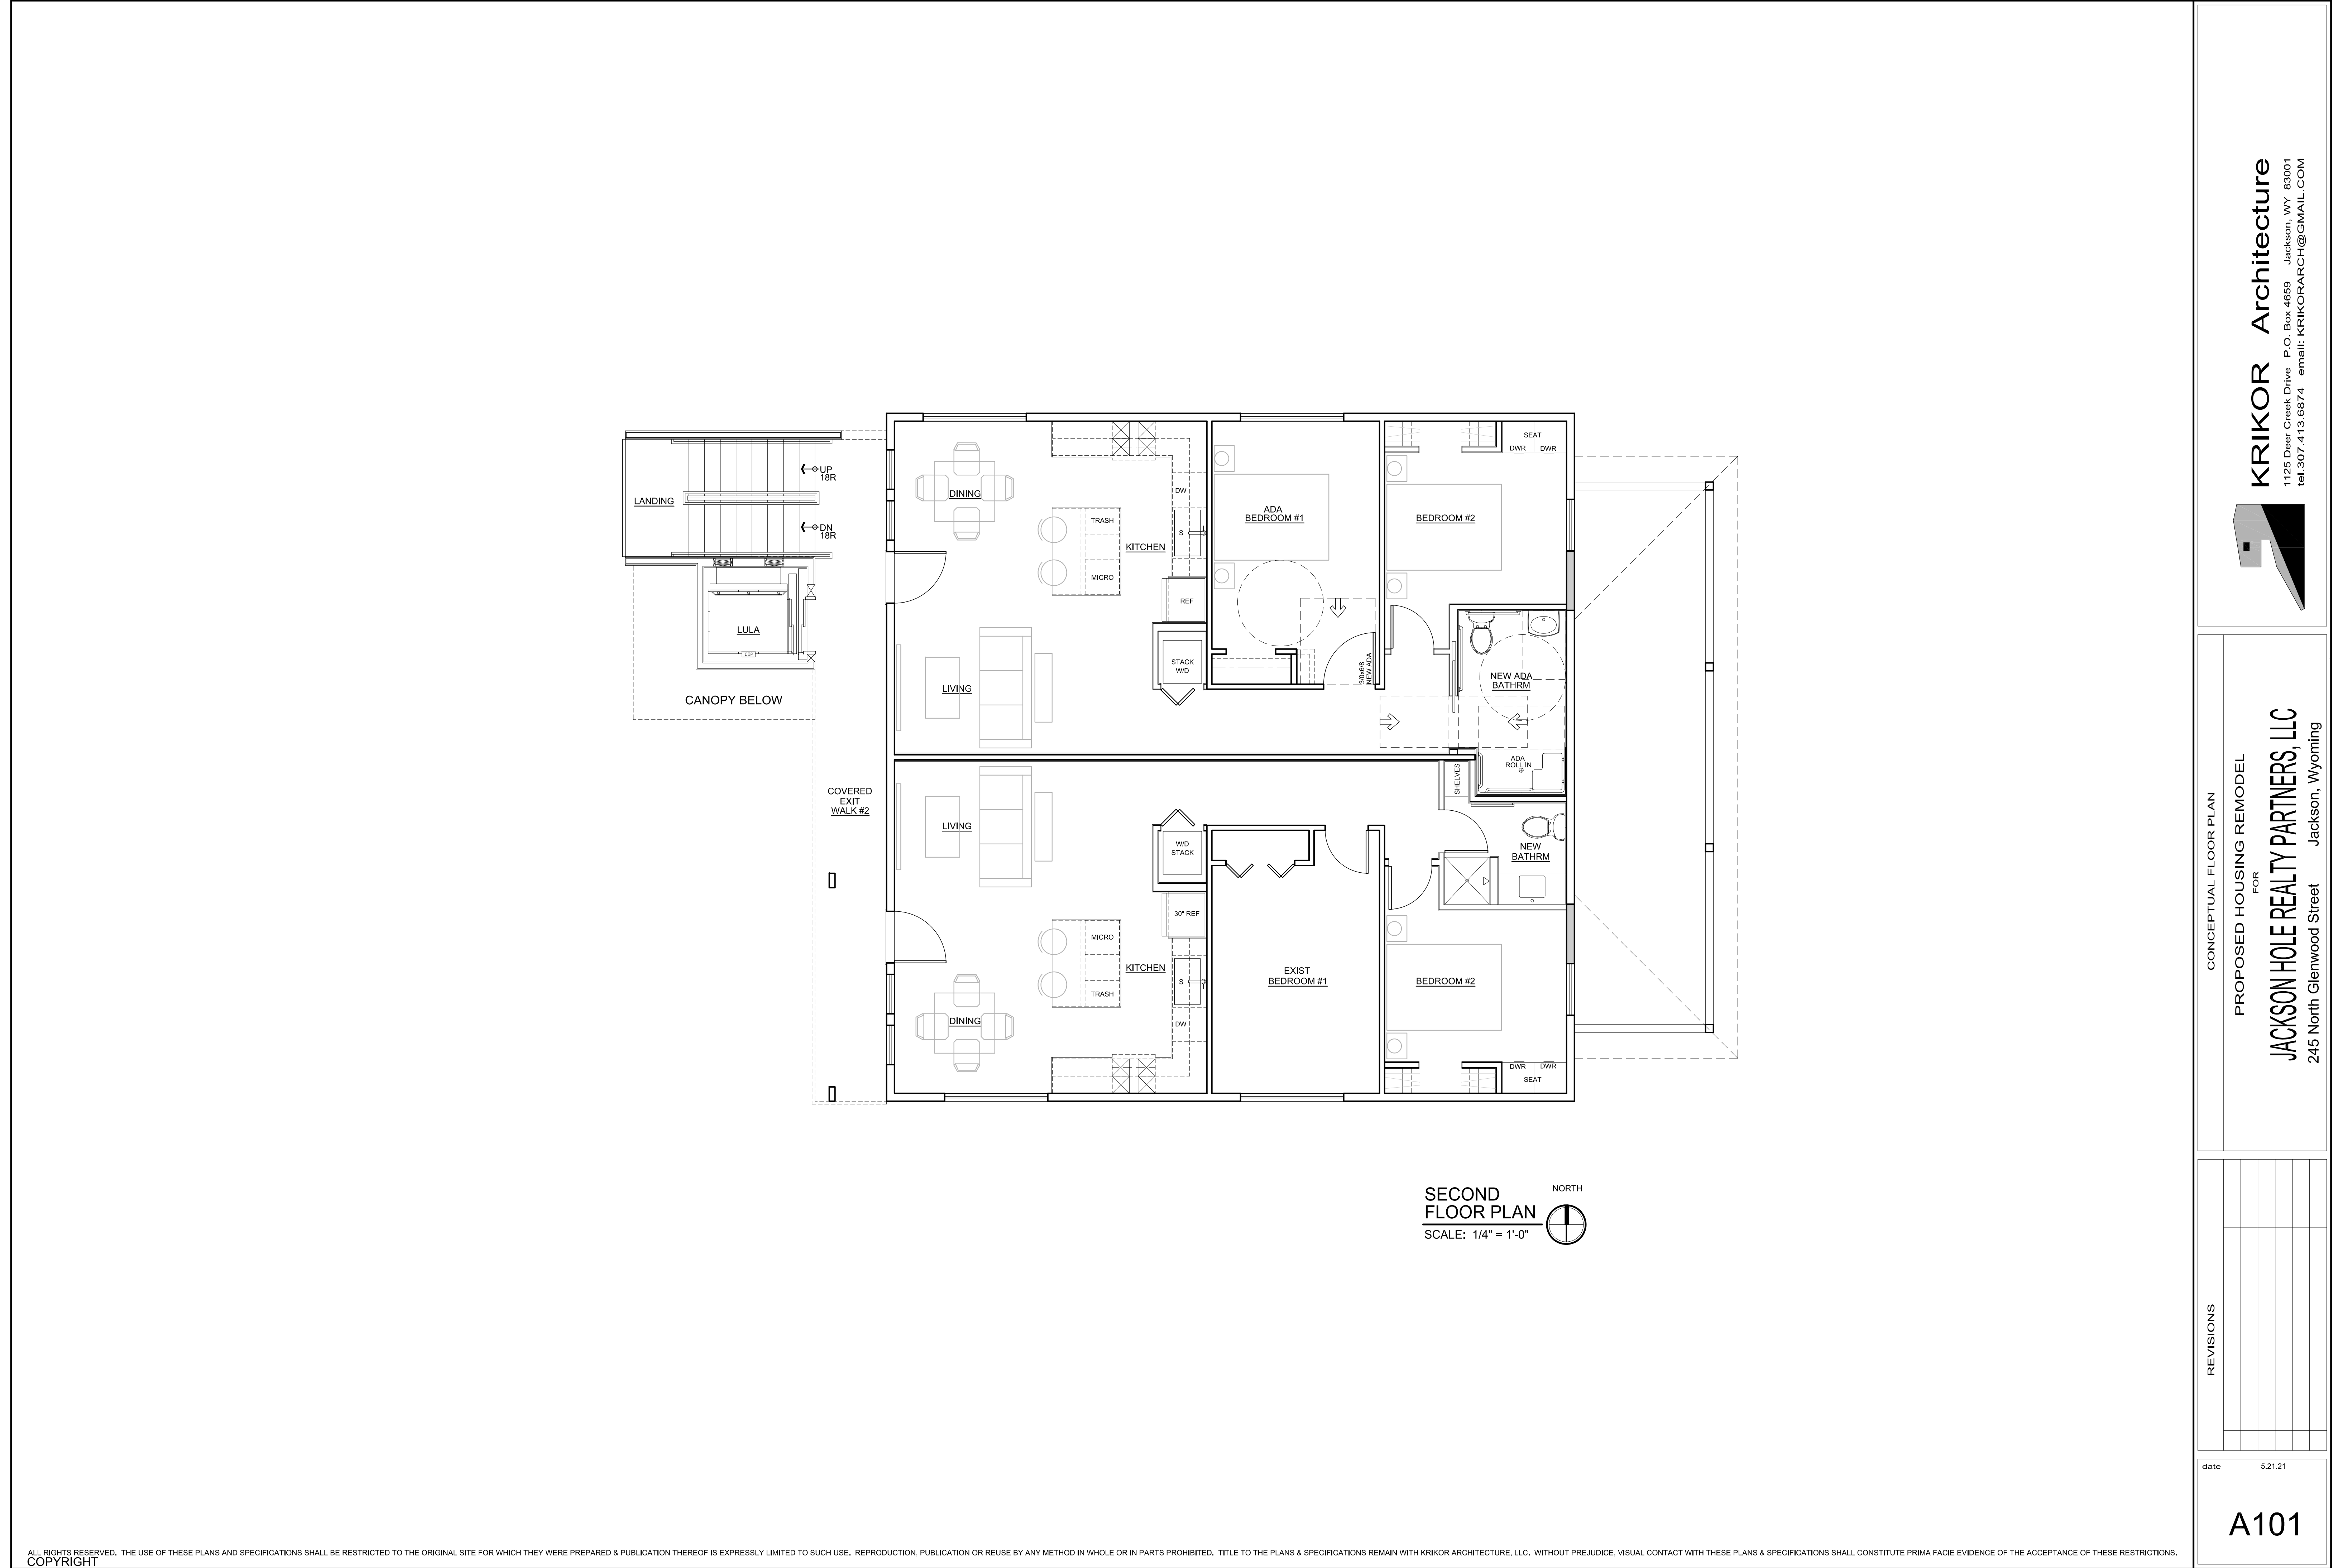 UP
18R
LANDING
DN
18R
LULA
COP
CANOPY BELOW
COVERED
EXIT
WALK #2
DINING
TRASH
MICRO
DW
S
KITCHEN
REF
STACK
W/D
LIVING
ADA
BEDROOM #1
3/0x6/8
NEW ADA
BEDROOM #2
SEAT
DWR DWR
NEW ADA
BATHRM
ADA
ROLL IN
SHELVES
LIVING
W/D
STACK
30" REF
MICRO
TRASH
KITCHEN
S
DW
DINING
EXIST
BEDROOM #1
NEW
BATHRM
BEDROOM #2
DWR DWR
SEAT
SECOND
FLOOR PLAN
SCALE: 1/4" = 1'-0"
NORTH
KRIKOR Architecture
1125 Deer Creek Drive P.O. Box 4659 Jackson, WY 83001
tel.307.413.6874 email: KRIKORARCH@GMAIL.COM
CONCEPTUAL FLOOR PLAN
PROPOSED HOUSING REMODEL
FOR
JACKSON HOLE REALTY PARTNERS, LLC
245 North Glenwood Street Jackson, Wyoming
REVISIONS
date 5.21.21
A101
ALL RIGHTS RESERVED. THE USE OF THESE PLANS AND SPECIFICATIONS SHALL BE RESTRICTED TO THE ORIGINAL SITE FOR WHICH THEY WERE PREPARED & PUBLICATION THEREOF IS EXPRESSLY LIMITED TO SUCH USE. REPRODUCTION, PUBLICATION OR REUSE BY ANY METHOD IN WHOLE OR IN PARTS PROHIBITED. TITLE TO THE PLANS & SPECIFICATIONS REMAIN WITH KRIKOR ARCHITECTURE, LLC. WITHOUT PREJUDICE, VISUAL CONTACT WITH THESE PLANS & SPECIFICATIONS SHALL CONSTITUTE PRIMA FACIE EVIDENCE OF THE ACCEPTANCE OF THESE RESTRICTIONS.
COPYRIGHT